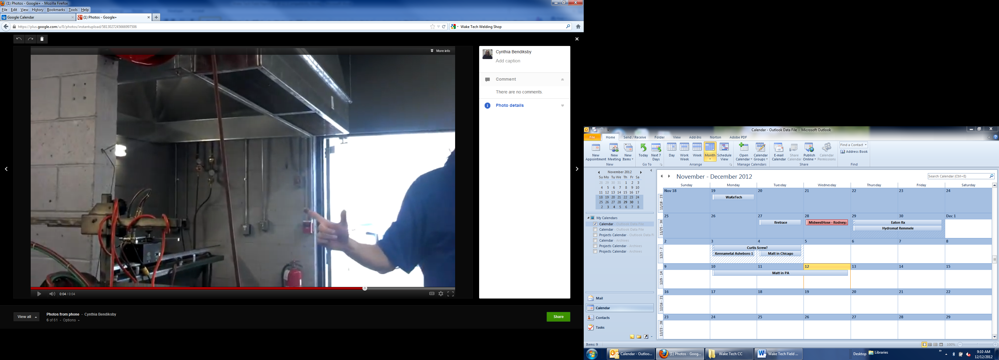 (1) Photos - Google+ - Mozilla Firefox
File Edit View History Bookmarks Tools Help
12 Google Calendar
(1) Photos - Google+
https://plus.google.com/u/0/photos/instantupload/5813027245666997506
Wake Tech Welding Shop
More info
Cynthia Bendiksby
Add caption
Comment
There are no comments.
Photo details
0:04 / 0:04
CC
View all
Photos from phone - Cynthia Bendiksby
6 of 61 - Options
Share
Calendar - Outlook Data File - Microsoft Outlook
File Home Send / Receive Folder View Add-Ins Norton Adobe PDF
New Appointment
New Meeting
New Items
Today
Next 7 Days
Day
Work Week
Week
Month
Schedule View
Open Calendar
Calendar Groups
E-mail Calendar
Share Calendar
Publish Online
Calendar Permissions
Find a Contact
Address Book
New Go To Arrange Manage Calendars Share Find
November 2012
Su Mo Tu We Th Fr Sa
28 29 30 31 1 2 3
4 5 6 7 8 9 10
11 12 13 14 15 16 17
18 19 20 21 22 23 24
25 26 27 28 29 30 1
2 3 4 5 6 7 8
My Calendars
Calendar - Outlook Data File
Calendar - Outlook Data File
Projects Calendar - Outlook Data Fi
Calendar - Archives
Projects Calendar - Archives
Projects Calendar - Archives
Mail
Calendar
Contacts
Tasks
November - December 2012
Search Calendar (Ctrl+E)
Sunday Monday Tuesday Wednesday Thursday Friday Saturday
11/18 - 23
Nov 18 19 20 21 22 23 24
WaKeTech
11/25 - 30
25 26 27 28 29 30 Dec 1
firetrace MidwestHose - Rodney/ Eaton Rx
Hydromat Remmele
12/2 - 7
2 3 4 5 6 7 8
Curtis Screw?
Kennametal Asheboro 1 Matt in Chicago
12/9 - 14
9 10 11 12 13 14 15
Matt in PA
12/16 - 21
16 17 18 19 20 21 22
12/23 - 28
23 24 25 26 27 28 29
Items: 9
100%
Calendar - Outloo...
(1) Photos - Goog...
Wake Tech CC
Wake Tech Field ...
Desktop
Libraries
9:10 AM
12/12/2012